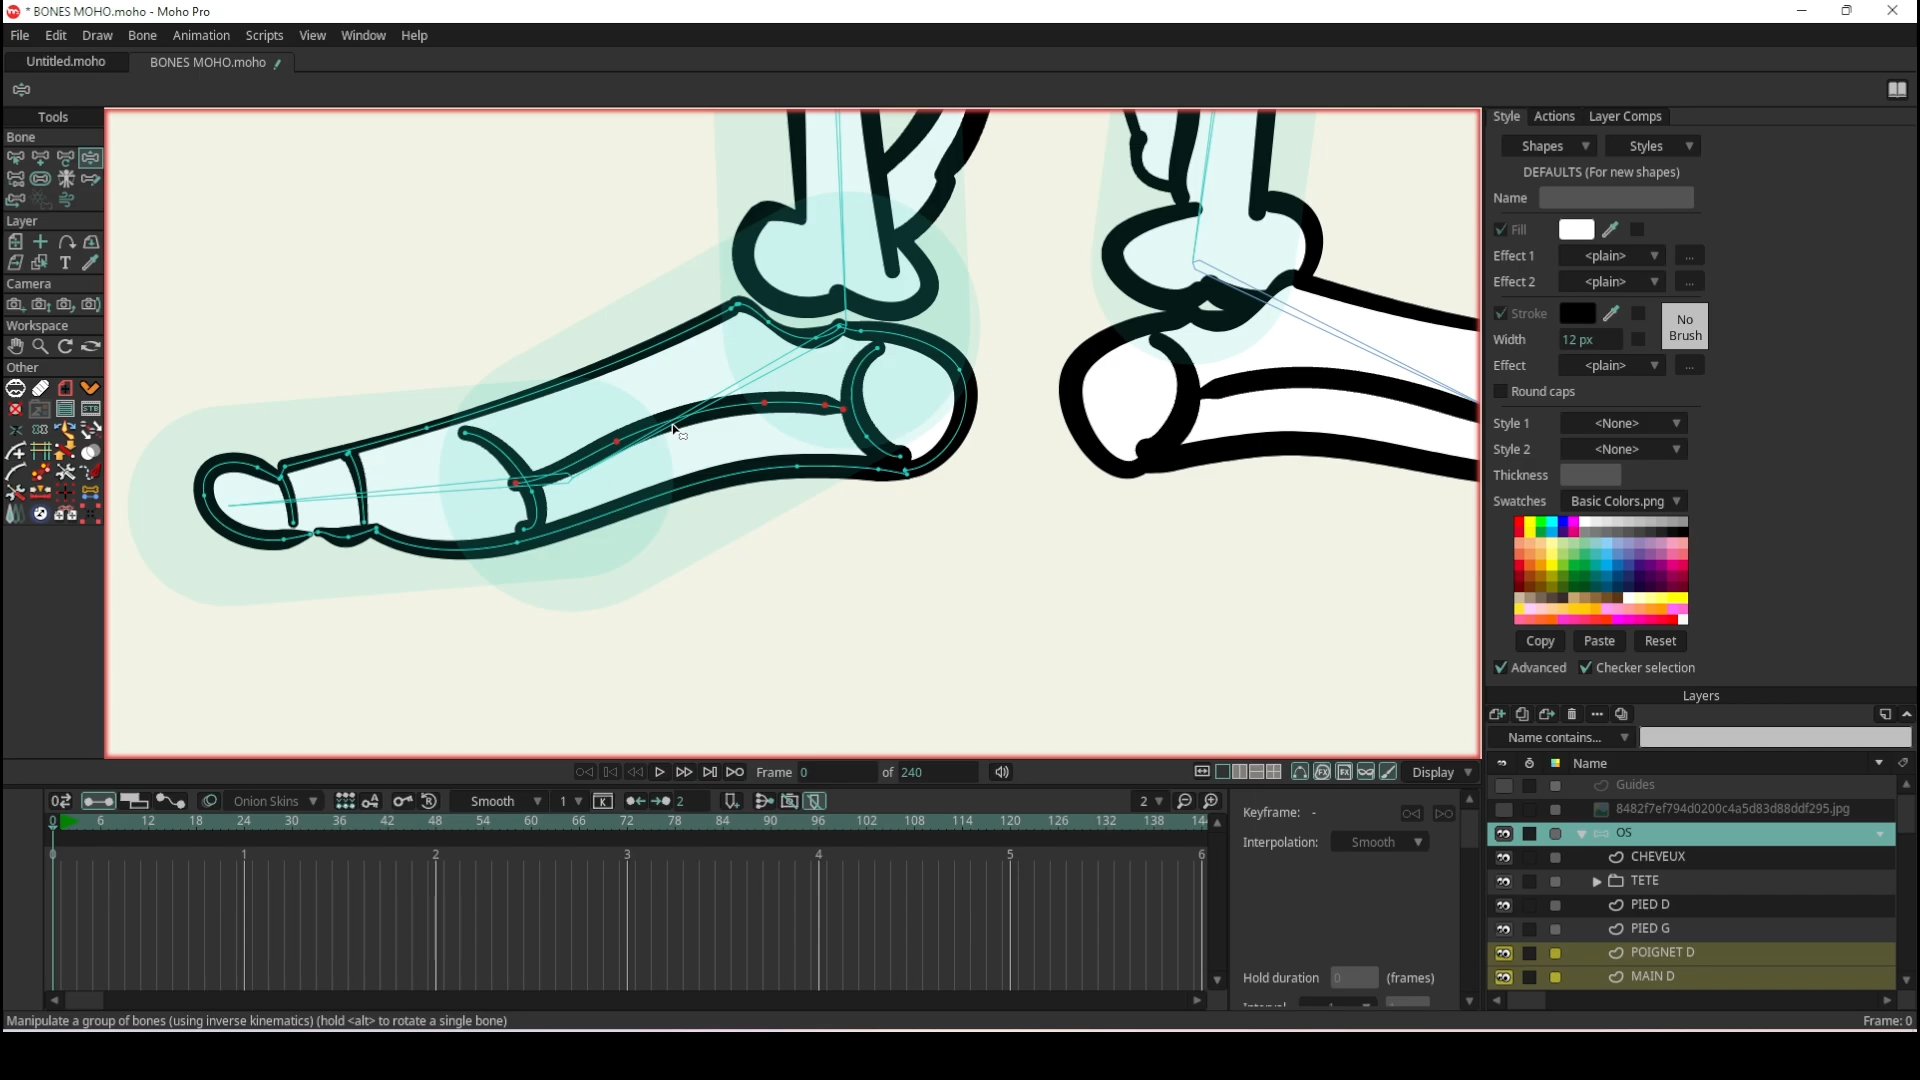 * BONES MOHO.moho - Moho Pro
File Edit Draw Bone Animation Scripts View Window Help
Untitled.moho BONES MOHO.moho
Tools
Bone
Layer
Camera
Workspace
Other
STB
Style Actions Layer Comps
Shapes Styles
DEFAULTS (For new shapes)
Name
Fill
Effect 1 <plain> ...
Effect 2 <plain> ...
Stroke
No
Brush
Width 12 px
Effect <plain> ...
Round caps
Style 1 <None>
Style 2 <None>
Thickness
Swatches Basic Colors.png
Copy Paste Reset
Advanced Checker selection
Layers
Name contains...
Name
Guides
8482f7ef794d0200c4a5d83d88ddf295.jpg
OS
CHEVEUX
TETE
PIED D
PIED G
POIGNET D
MAIN D
Frame 0 of 240
Display
Onion Skins Smooth 1 2 2
0 6 12 18 24 30 36 42 48 54 60 66 72 78 84 90 96 102 108 114 120 126 132 138 14
0 1 2 3 4 5 6
Keyframe: -
Interpolation: Smooth
Hold duration 0 (frames)
Manipulate a group of bones (using inverse kinematics) (hold <alt> to rotate a single bone)
Frame: 0